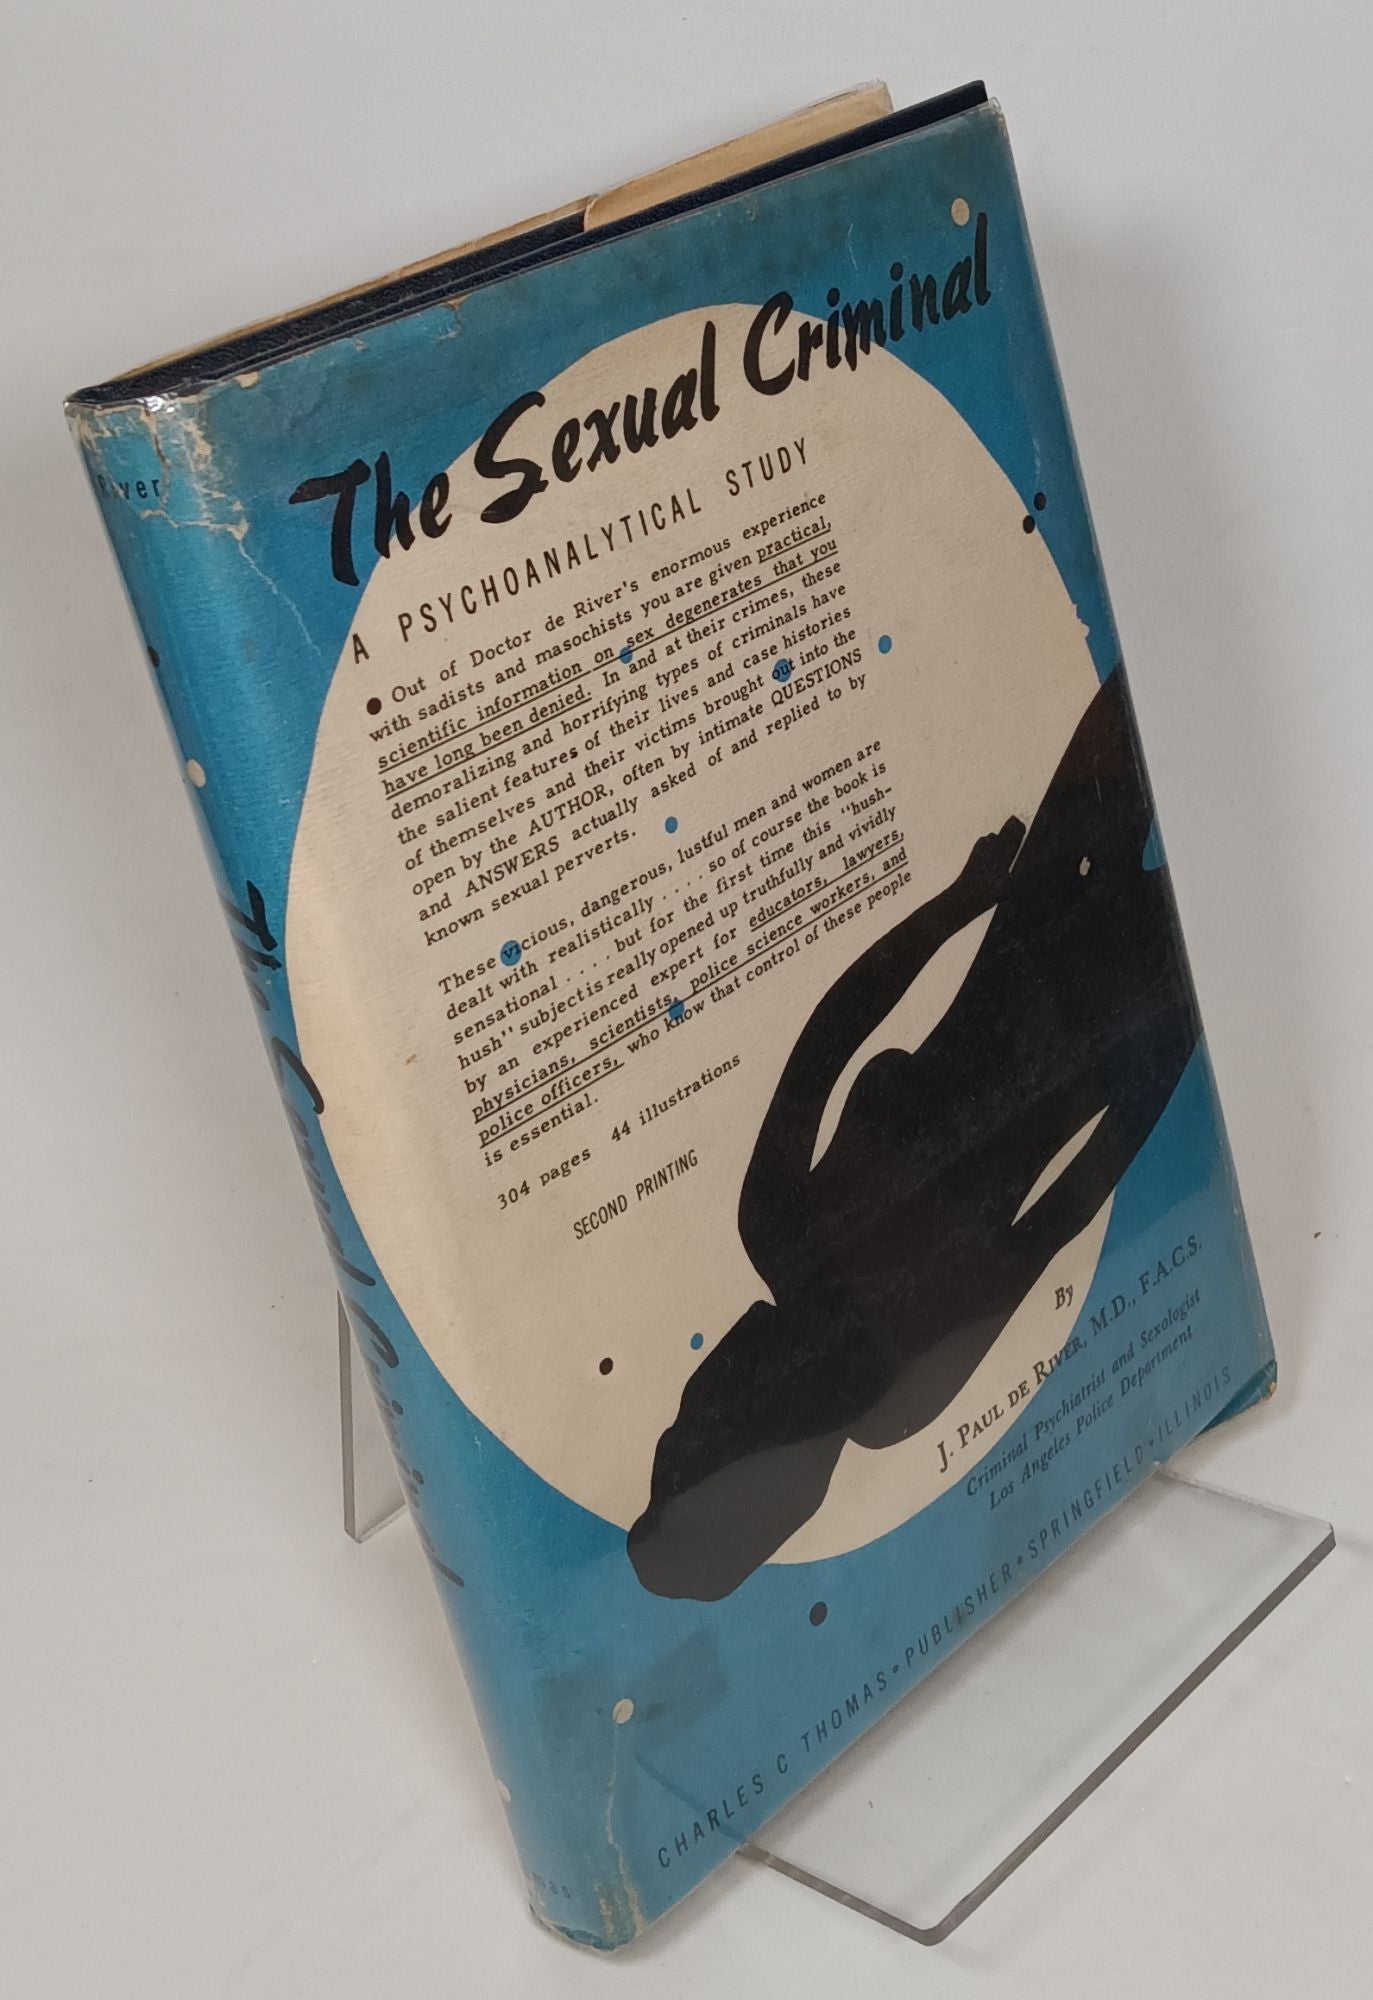 River
The Sexual Criminal
The Sexual Criminal
A PSYCHOANALYTICAL STUDY
● Out of Doctor de River's enormous experience
with sadists and masochists you are given practical,
scientific information on sex degenerates that you
have long been denied. In and at their crimes, these
demoralizing and horrifying types of criminals have
the salient features of their lives and case histories
of themselves and their victims brought out into the
open by the AUTHOR, often by intimate QUESTIONS
and ANSWERS actually asked of and replied to by
known sexual perverts.
These vicious, dangerous, lustful men and women are
dealt with realistically . . . . so of course the book is
sensational . . . . but for the first time this "hush-
hush" subject is really opened up truthfully and vividly
by an experienced expert for educators, lawyers,
physicians, scientists, police science workers, and
police officers, who know that control of these people
is essential.
304 pages 44 illustrations
SECOND PRINTING
By
J. PAUL DE RIVER, M.D., F.A.C.S.
Criminal Psychiatrist and Sexologist
Los Angeles Police Department
CHARLES C THOMAS • PUBLISHER • SPRINGFIELD • ILLINOIS